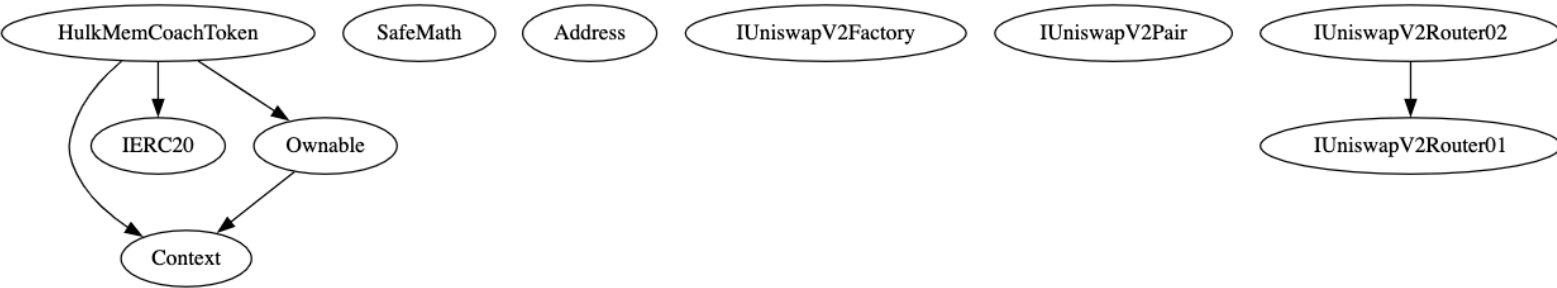 HulkMemCoachToken
SafeMath
Address
IUniswapV2Factory
IUniswapV2Pair
IUniswapV2Router02
IERC20
Ownable
IUniswapV2Router01
Context